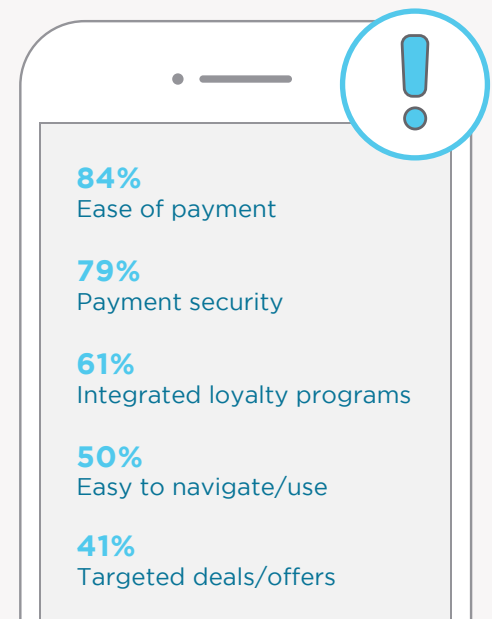 84%
Ease of payment
79%
Payment security
61%
Integrated loyalty programs
50%
Easy to navigate/use
41%
Targeted deals/offers